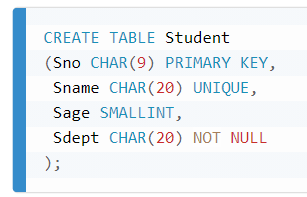 CREATE TABLE Student
(Sno CHAR(9) PRIMARY KEY,
Sname CHAR(20) UNIQUE,
Sage SMALLINT,
Sdept CHAR(20) NOT NULL
);